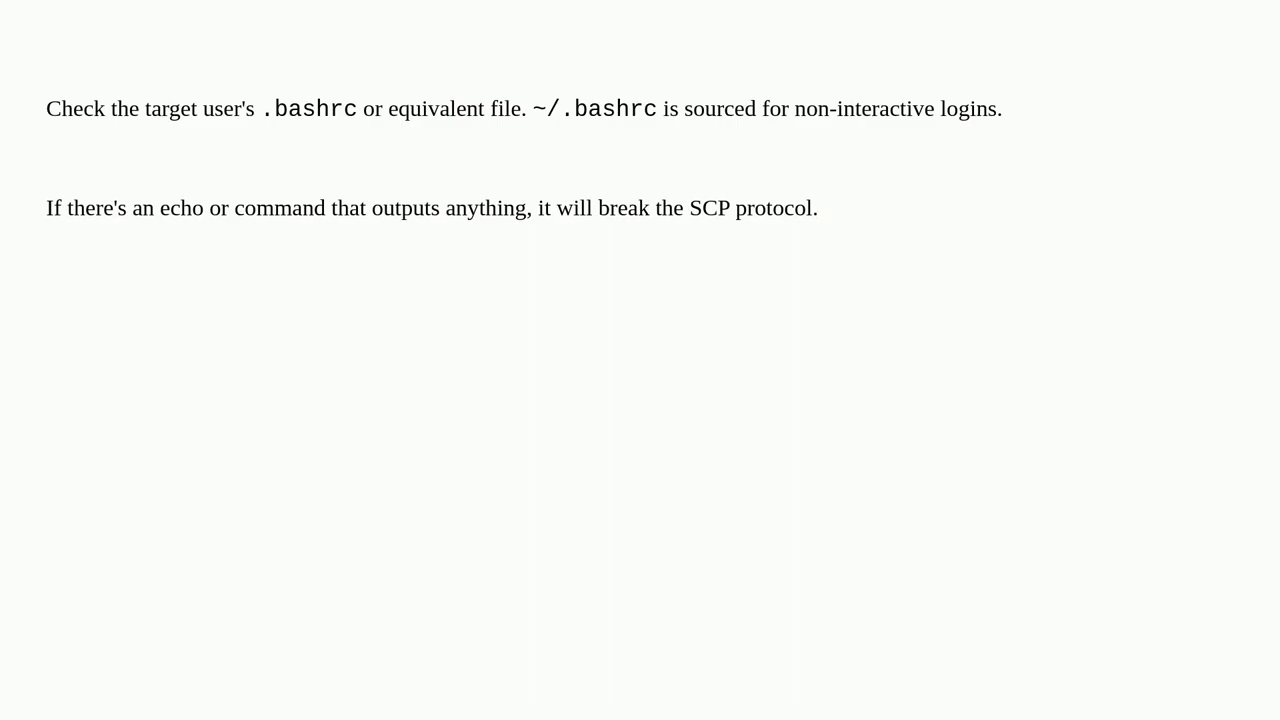 Check the target user's .bashrc or equivalent file. ~/.bashrc is sourced for non-interactive logins.
If there's an echo or command that outputs anything, it will break the SCP protocol.